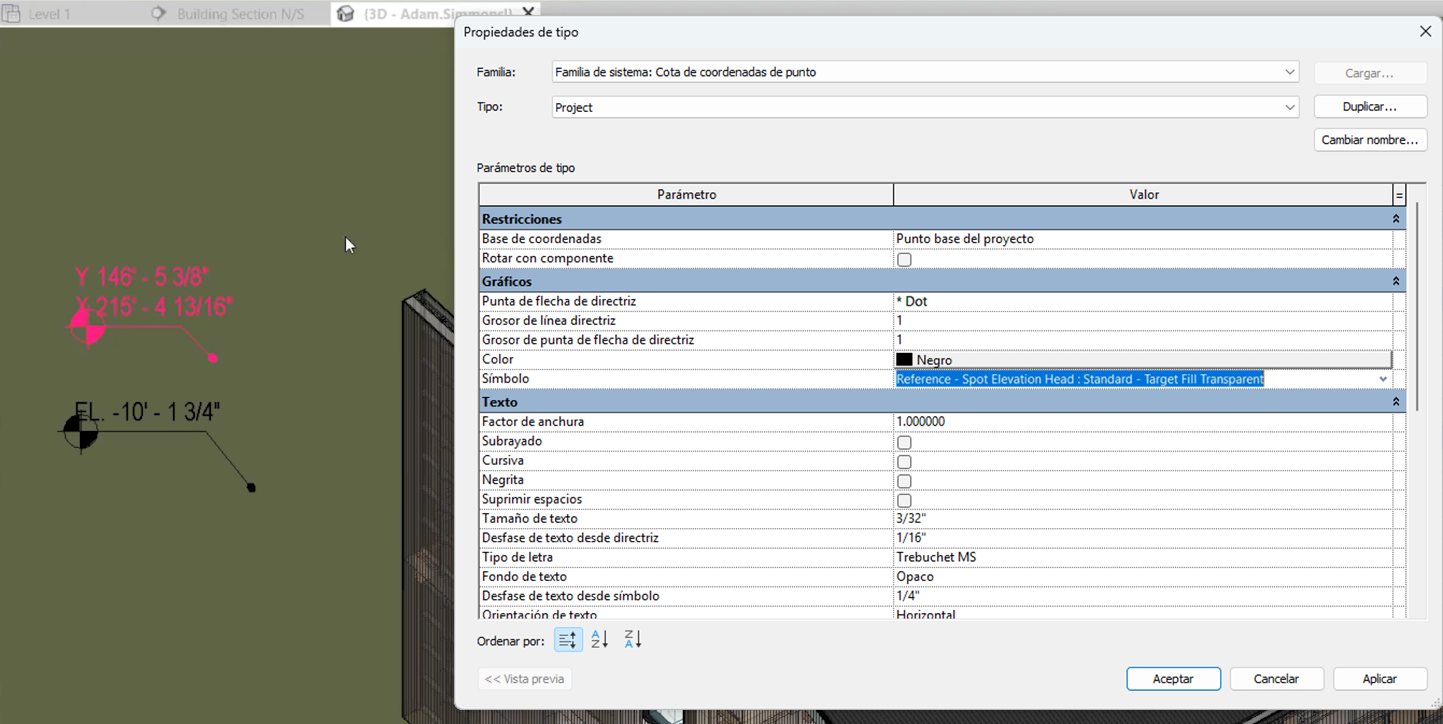 Level 1
Building Section N/S
(3D - Adam.SimmonsI)
Propiedades de tipo
Familia:
Familia de sistema: Cota de coordenadas de punto
Cargar...
Tipo:
Project
Duplicar...
Cambiar nombre...
Parámetros de tipo
Parámetro Valor =
Restricciones
Base de coordenadas Punto base del proyecto
Rotar con componente
Gráficos
Punta de flecha de directriz * Dot
Grosor de línea directriz 1
Grosor de punta de flecha de directriz 1
Color Negro
Símbolo Reference - Spot Elevation Head : Standard - Target Fill Transparent
Texto
Factor de anchura 1.000000
Subrayado
Cursiva
Negrita
Suprimir espacios
Tamaño de texto 3/32"
Desfase de texto desde directriz 1/16"
Tipo de letra Trebuchet MS
Fondo de texto Opaco
Desfase de texto desde símbolo 1/4"
Orientación de texto Horizontal
Ordenar por:
<< Vista previa
Aceptar
Cancelar
Aplicar
Y 146' - 5 3/8"
X 215' - 4 13/16"
EL. -10' - 1 3/4"